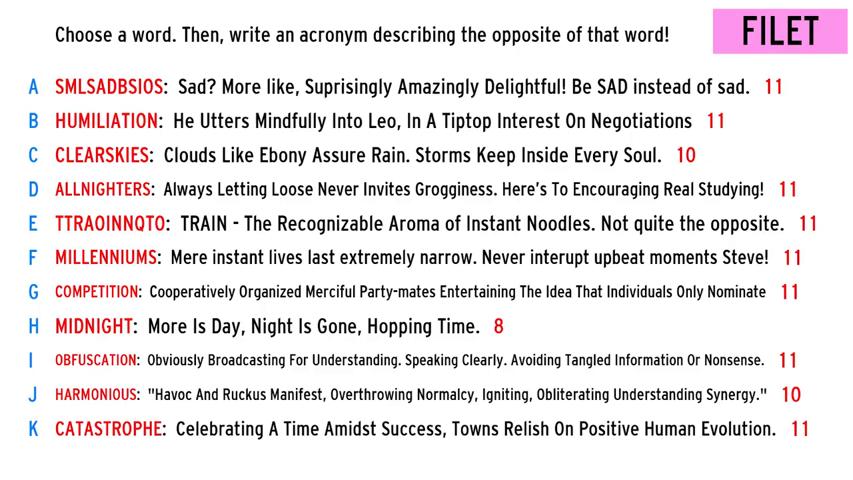 Choose a word. Then, write an acronym describing the opposite of that word!
FILET
A SMLSADBSIOS: Sad? More like, Suprisingly Amazingly Delightful! Be SAD instead of sad. 11
B HUMILIATION: He Utters Mindfully Into Leo, In A Tiptop Interest On Negotiations 11
C CLEARSKIES: Clouds Like Ebony Assure Rain. Storms Keep Inside Every Soul. 10
D ALLNIGHTERS: Always Letting Loose Never Invites Grogginess. Here's To Encouraging Real Studying! 11
E TTRAOINNQTO: TRAIN - The Recognizable Aroma of Instant Noodles. Not quite the opposite. 11
F MILLENNIUMS: Mere instant lives last extremely narrow. Never interupt upbeat moments Steve! 11
G COMPETITION: Cooperatively Organized Merciful Party-mates Entertaining The Idea That Individuals Only Nominate 11
H MIDNIGHT: More Is Day, Night Is Gone, Hopping Time. 8
I OBFUSCATION: Obviously Broadcasting For Understanding. Speaking Clearly. Avoiding Tangled Information Or Nonsense. 11
J HARMONIOUS: "Havoc And Ruckus Manifest, Overthrowing Normalcy, Igniting, Obliterating Understanding Synergy." 10
K CATASTROPHE: Celebrating A Time Amidst Success, Towns Relish On Positive Human Evolution. 11